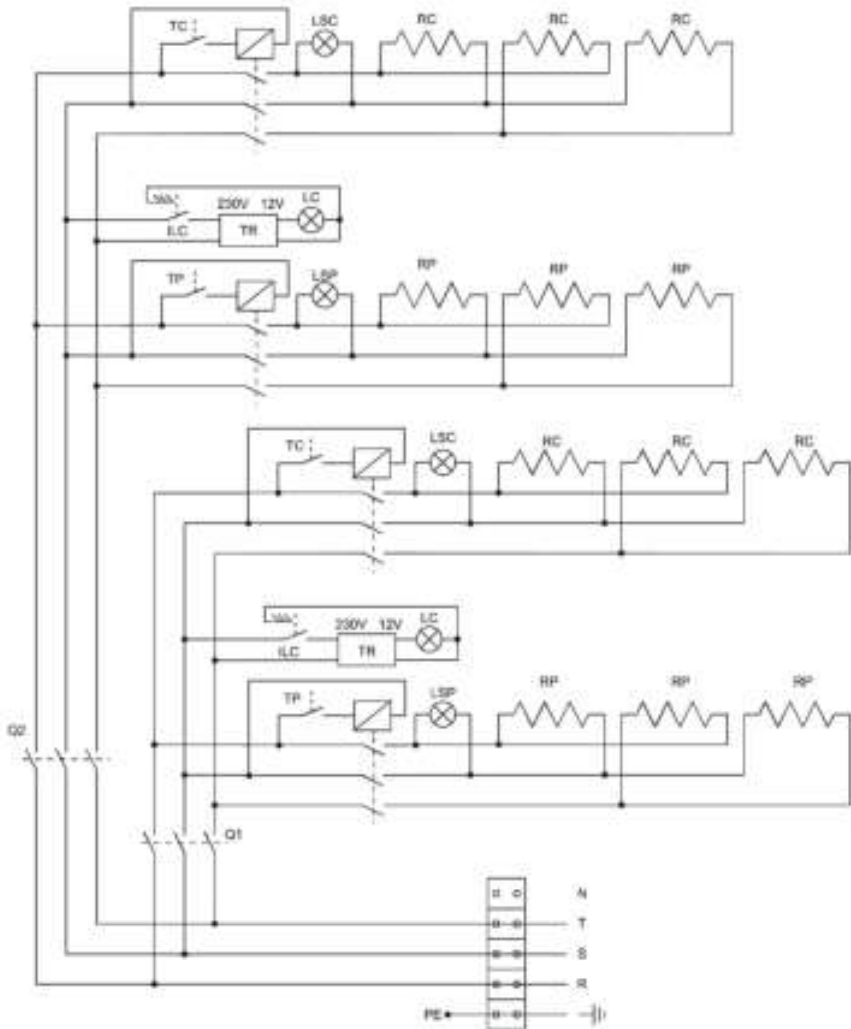 TC LSC RC RC RC
230V 12V LC
ILC TR
TP LSP RP RP RP
TC LSC RC RC RC
230V 12V LC
ILC TR
TP LSP RP RP RP
Q2
Q1
N
T
S
R
PE